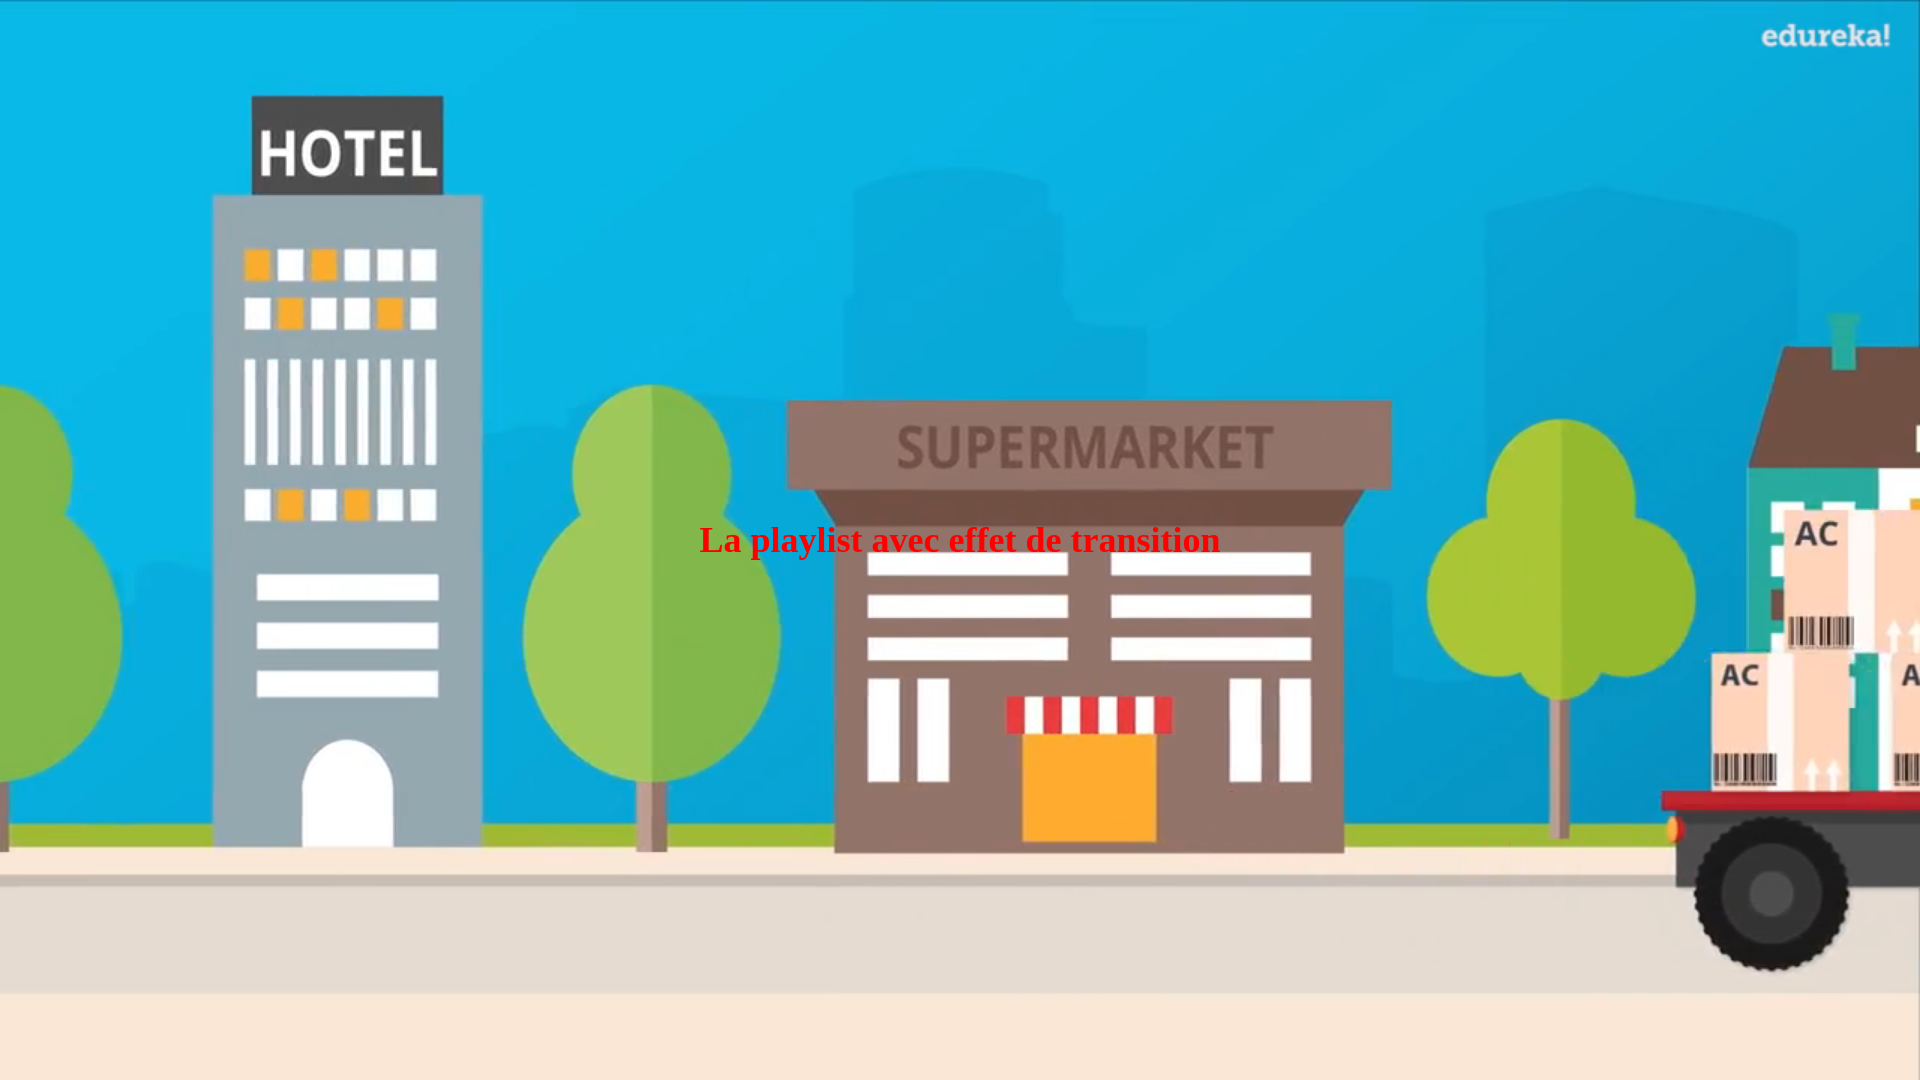 edureka!
HOTEL
SUPERMARKET
La playlist avec effet de transition
AC
AC
A